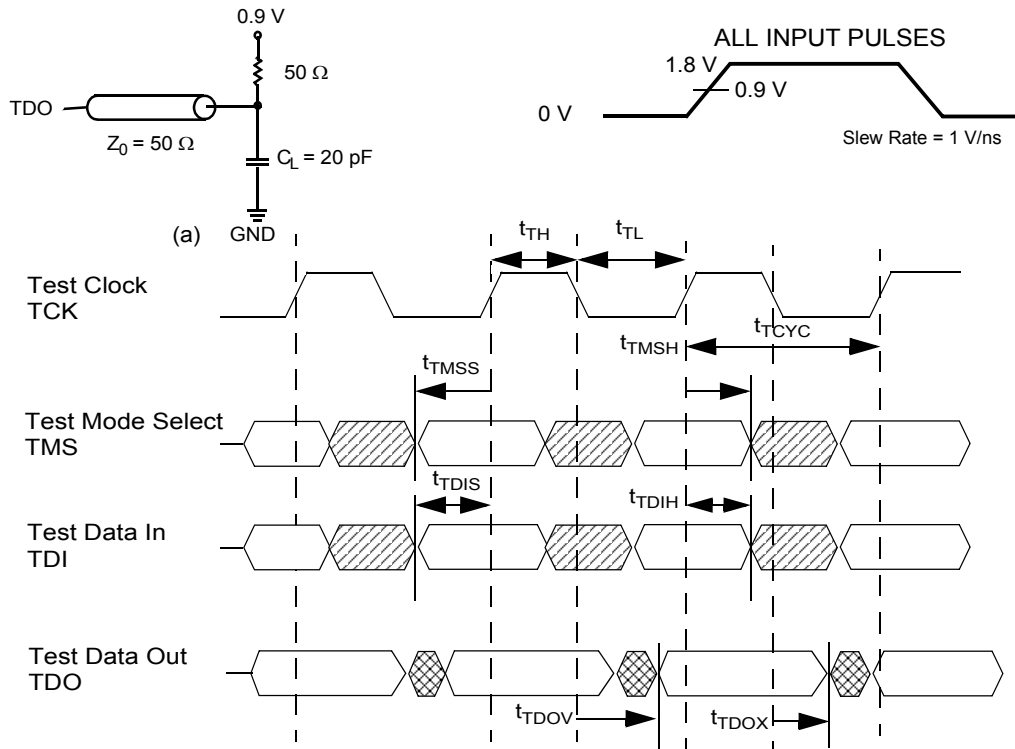 0.9 V
50 Ω
TDO
Z0 = 50 Ω
CL = 20 pF
(a)
GND
ALL INPUT PULSES
1.8 V
0.9 V
0 V
Slew Rate = 1 V/ns
tTH
tTL
Test Clock
TCK
tTMSH
tTCYC
tTMSS
Test Mode Select
TMS
tTDIS
tTDIH
Test Data In
TDI
Test Data Out
TDO
tTDOV
tTDOX